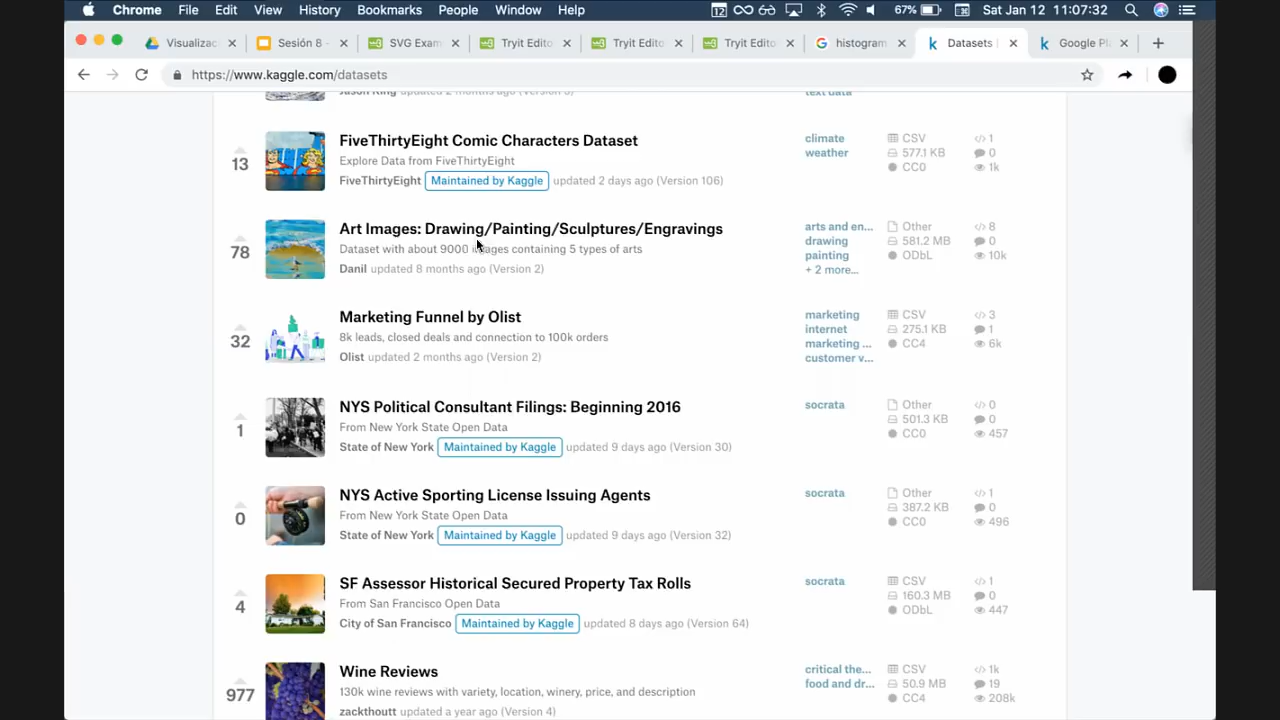 Chrome File Edit View History Bookmarks People Window Help 12 67% Sat Jan 12 11:07:32
Visualizac Sesión 8 - SVG Exam Tryit Edito Tryit Edito Tryit Edito histogram Datasets Google Pl
https://www.kaggle.com/datasets
Jason King updated 2 months ago (Version 3) text data
13
FiveThirtyEight Comic Characters Dataset
Explore Data from FiveThirtyEight
FiveThirtyEight Maintained by Kaggle updated 2 days ago (Version 106)
climate
weather
CSV
577.1 KB
CC0
1
0
1k
78
Art Images: Drawing/Painting/Sculptures/Engravings
Dataset with about 9000 images containing 5 types of arts
Danil updated 8 months ago (Version 2)
arts and en...
drawing
painting
+ 2 more...
Other
581.2 MB
ODbL
8
0
10k
32
Marketing Funnel by Olist
8k leads, closed deals and connection to 100k orders
Olist updated 2 months ago (Version 2)
marketing
internet
marketing ...
customer v...
CSV
275.1 KB
CC4
3
1
6k
1
NYS Political Consultant Filings: Beginning 2016
From New York State Open Data
State of New York Maintained by Kaggle updated 9 days ago (Version 30)
socrata
Other
501.3 KB
CC0
0
0
457
0
NYS Active Sporting License Issuing Agents
From New York State Open Data
State of New York Maintained by Kaggle updated 9 days ago (Version 32)
socrata
Other
387.2 KB
CC0
1
0
496
4
SF Assessor Historical Secured Property Tax Rolls
From San Francisco Open Data
City of San Francisco Maintained by Kaggle updated 8 days ago (Version 64)
socrata
CSV
160.3 MB
ODbL
1
0
447
977
Wine Reviews
130k wine reviews with variety, location, winery, price, and description
zackthoutt updated a year ago (Version 4)
critical the...
food and dr...
CSV
50.9 MB
CC4
1k
19
208k